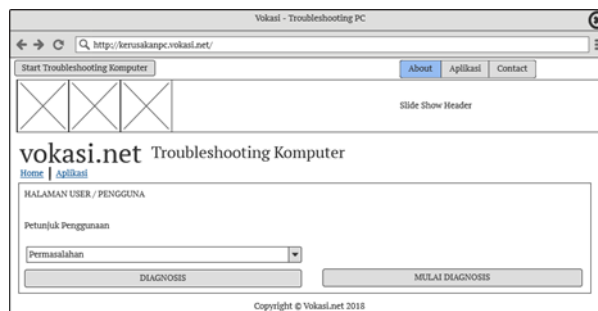 Vokasi - Troubleshooting PC
http://kerusakanpc.vokasi.net/
Start Troubleshooting Komputer About Aplikasi Contact
Slide Show Header
vokasi.net Troubleshooting Komputer
Home | Aplikasi
HALAMAN USER / PENGGUNA
Petunjuk Penggunaan
Permasalahan
DIAGNOSIS MULAI DIAGNOSIS
Copyright © Vokasi.net 2018